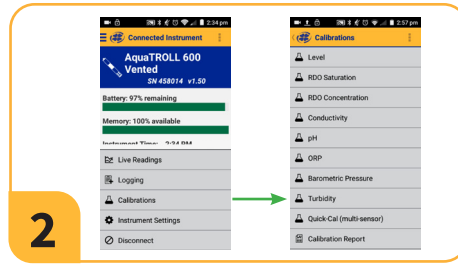 2:34 pm
Connected Instrument
AquaTROLL 600
Vented
SN 458014 v1.50
Battery: 97% remaining
Memory: 100% available
Instrument Time: 2:34 PM
Live Readings
Logging
Calibrations
Instrument Settings
Disconnect
2:57 pm
Calibrations
Level
RDO Saturation
RDO Concentration
Conductivity
pH
ORP
Barometric Pressure
Turbidity
Quick-Cal (multi-sensor)
Calibration Report
2